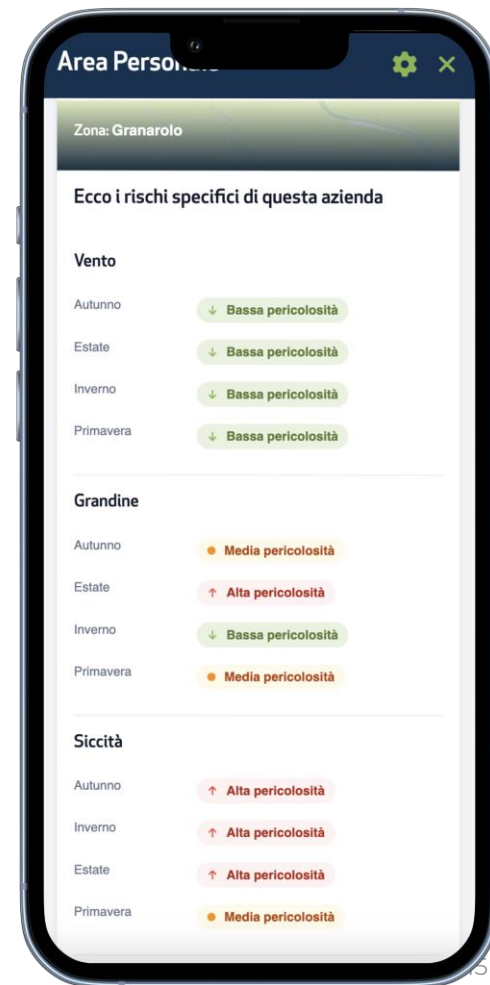 Area Perso
Zona: Granarolo
Ecco i rischi specifici di questa azienda
Vento
Autunno ↓ Bassa pericolosità
Estate ↓ Bassa pericolosità
Inverno ↓ Bassa pericolosità
Primavera ↓ Bassa pericolosità
Grandine
Autunno Media pericolosità
Estate ↑ Alta pericolosità
Inverno ↓ Bassa pericolosità
Primavera Media pericolosità
Siccità
Autunno ↑ Alta pericolosità
Inverno ↑ Alta pericolosità
Estate ↑ Alta pericolosità
Primavera Media pericolosità